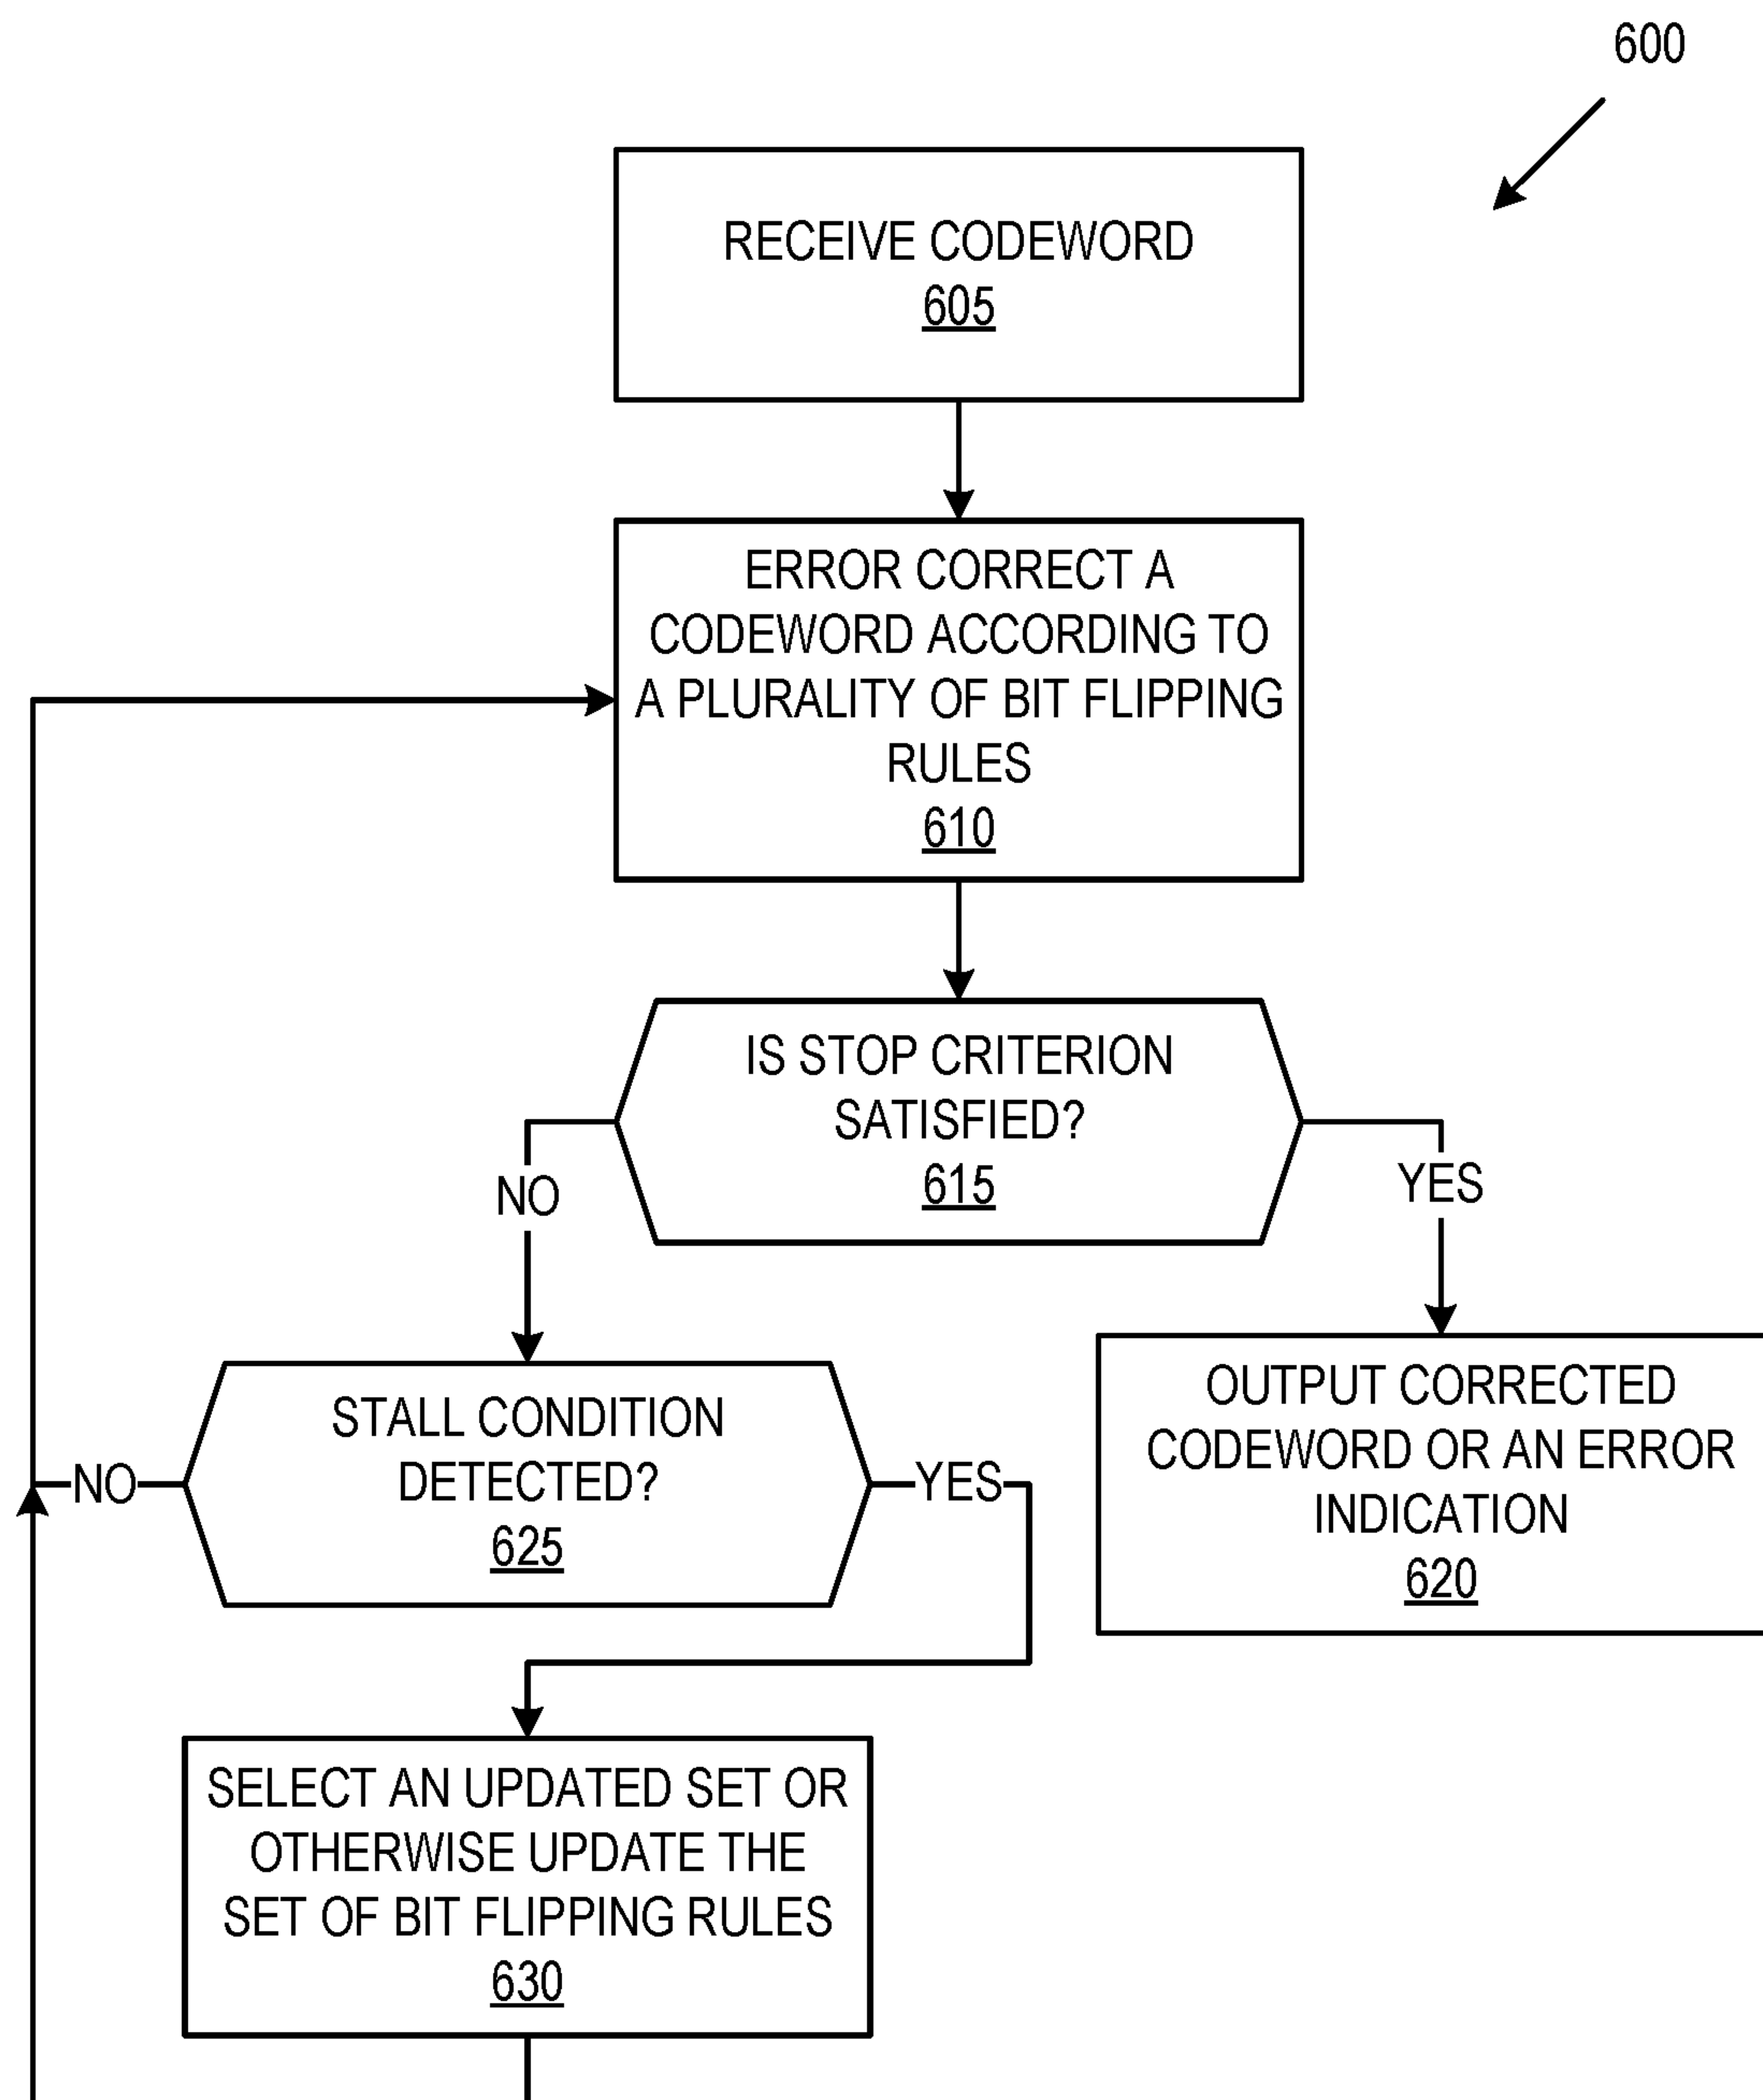 600
RECEIVE CODEWORD
605
ERROR CORRECT A
CODEWORD ACCORDING TO
A PLURALITY OF BIT FLIPPING
RULES
610
IS STOP CRITERION
SATISFIED?
615
NO
YES
OUTPUT CORRECTED
CODEWORD OR AN ERROR
INDICATION
620
STALL CONDITION
DETECTED?
625
NO
YES
SELECT AN UPDATED SET OR
OTHERWISE UPDATE THE
SET OF BIT FLIPPING RULES
630